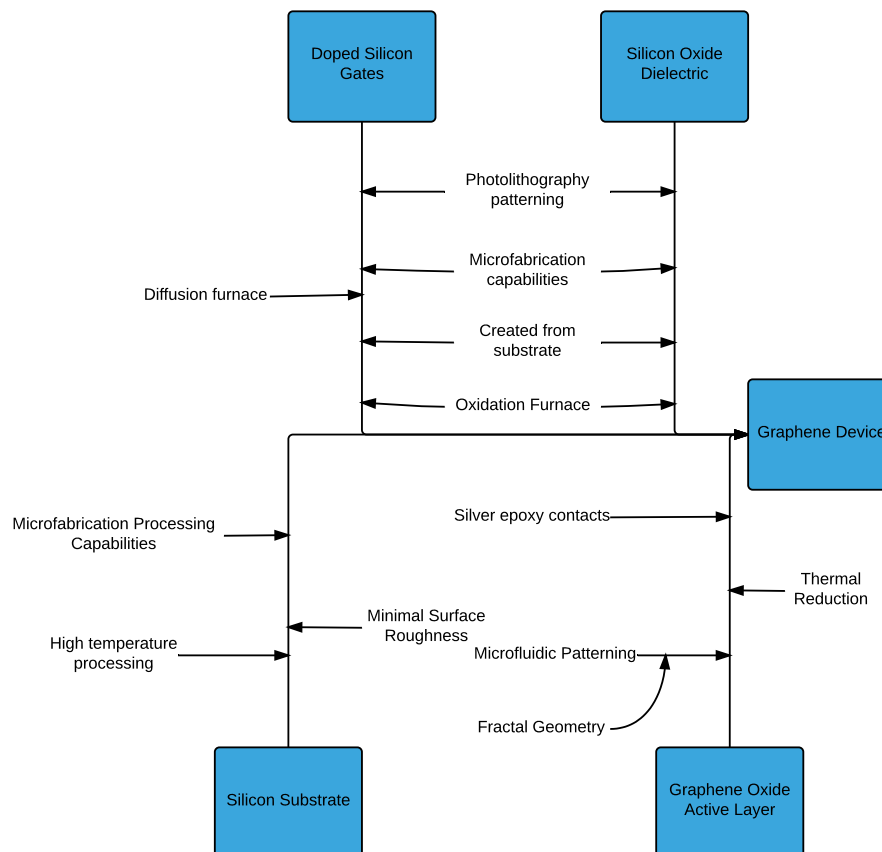 Doped Silicon
Gates
Silicon Oxide
Dielectric
Photolithography
patterning
Microfabrication
capabilities
Diffusion furnace
Created from
substrate
Oxidation Furnace
Graphene Device
Silver epoxy contacts
Microfabrication Processing
Capabilities
Thermal
Reduction
Minimal Surface
Roughness
High temperature
processing
Microfluidic Patterning
Fractal Geometry
Silicon Substrate
Graphene Oxide
Active Layer